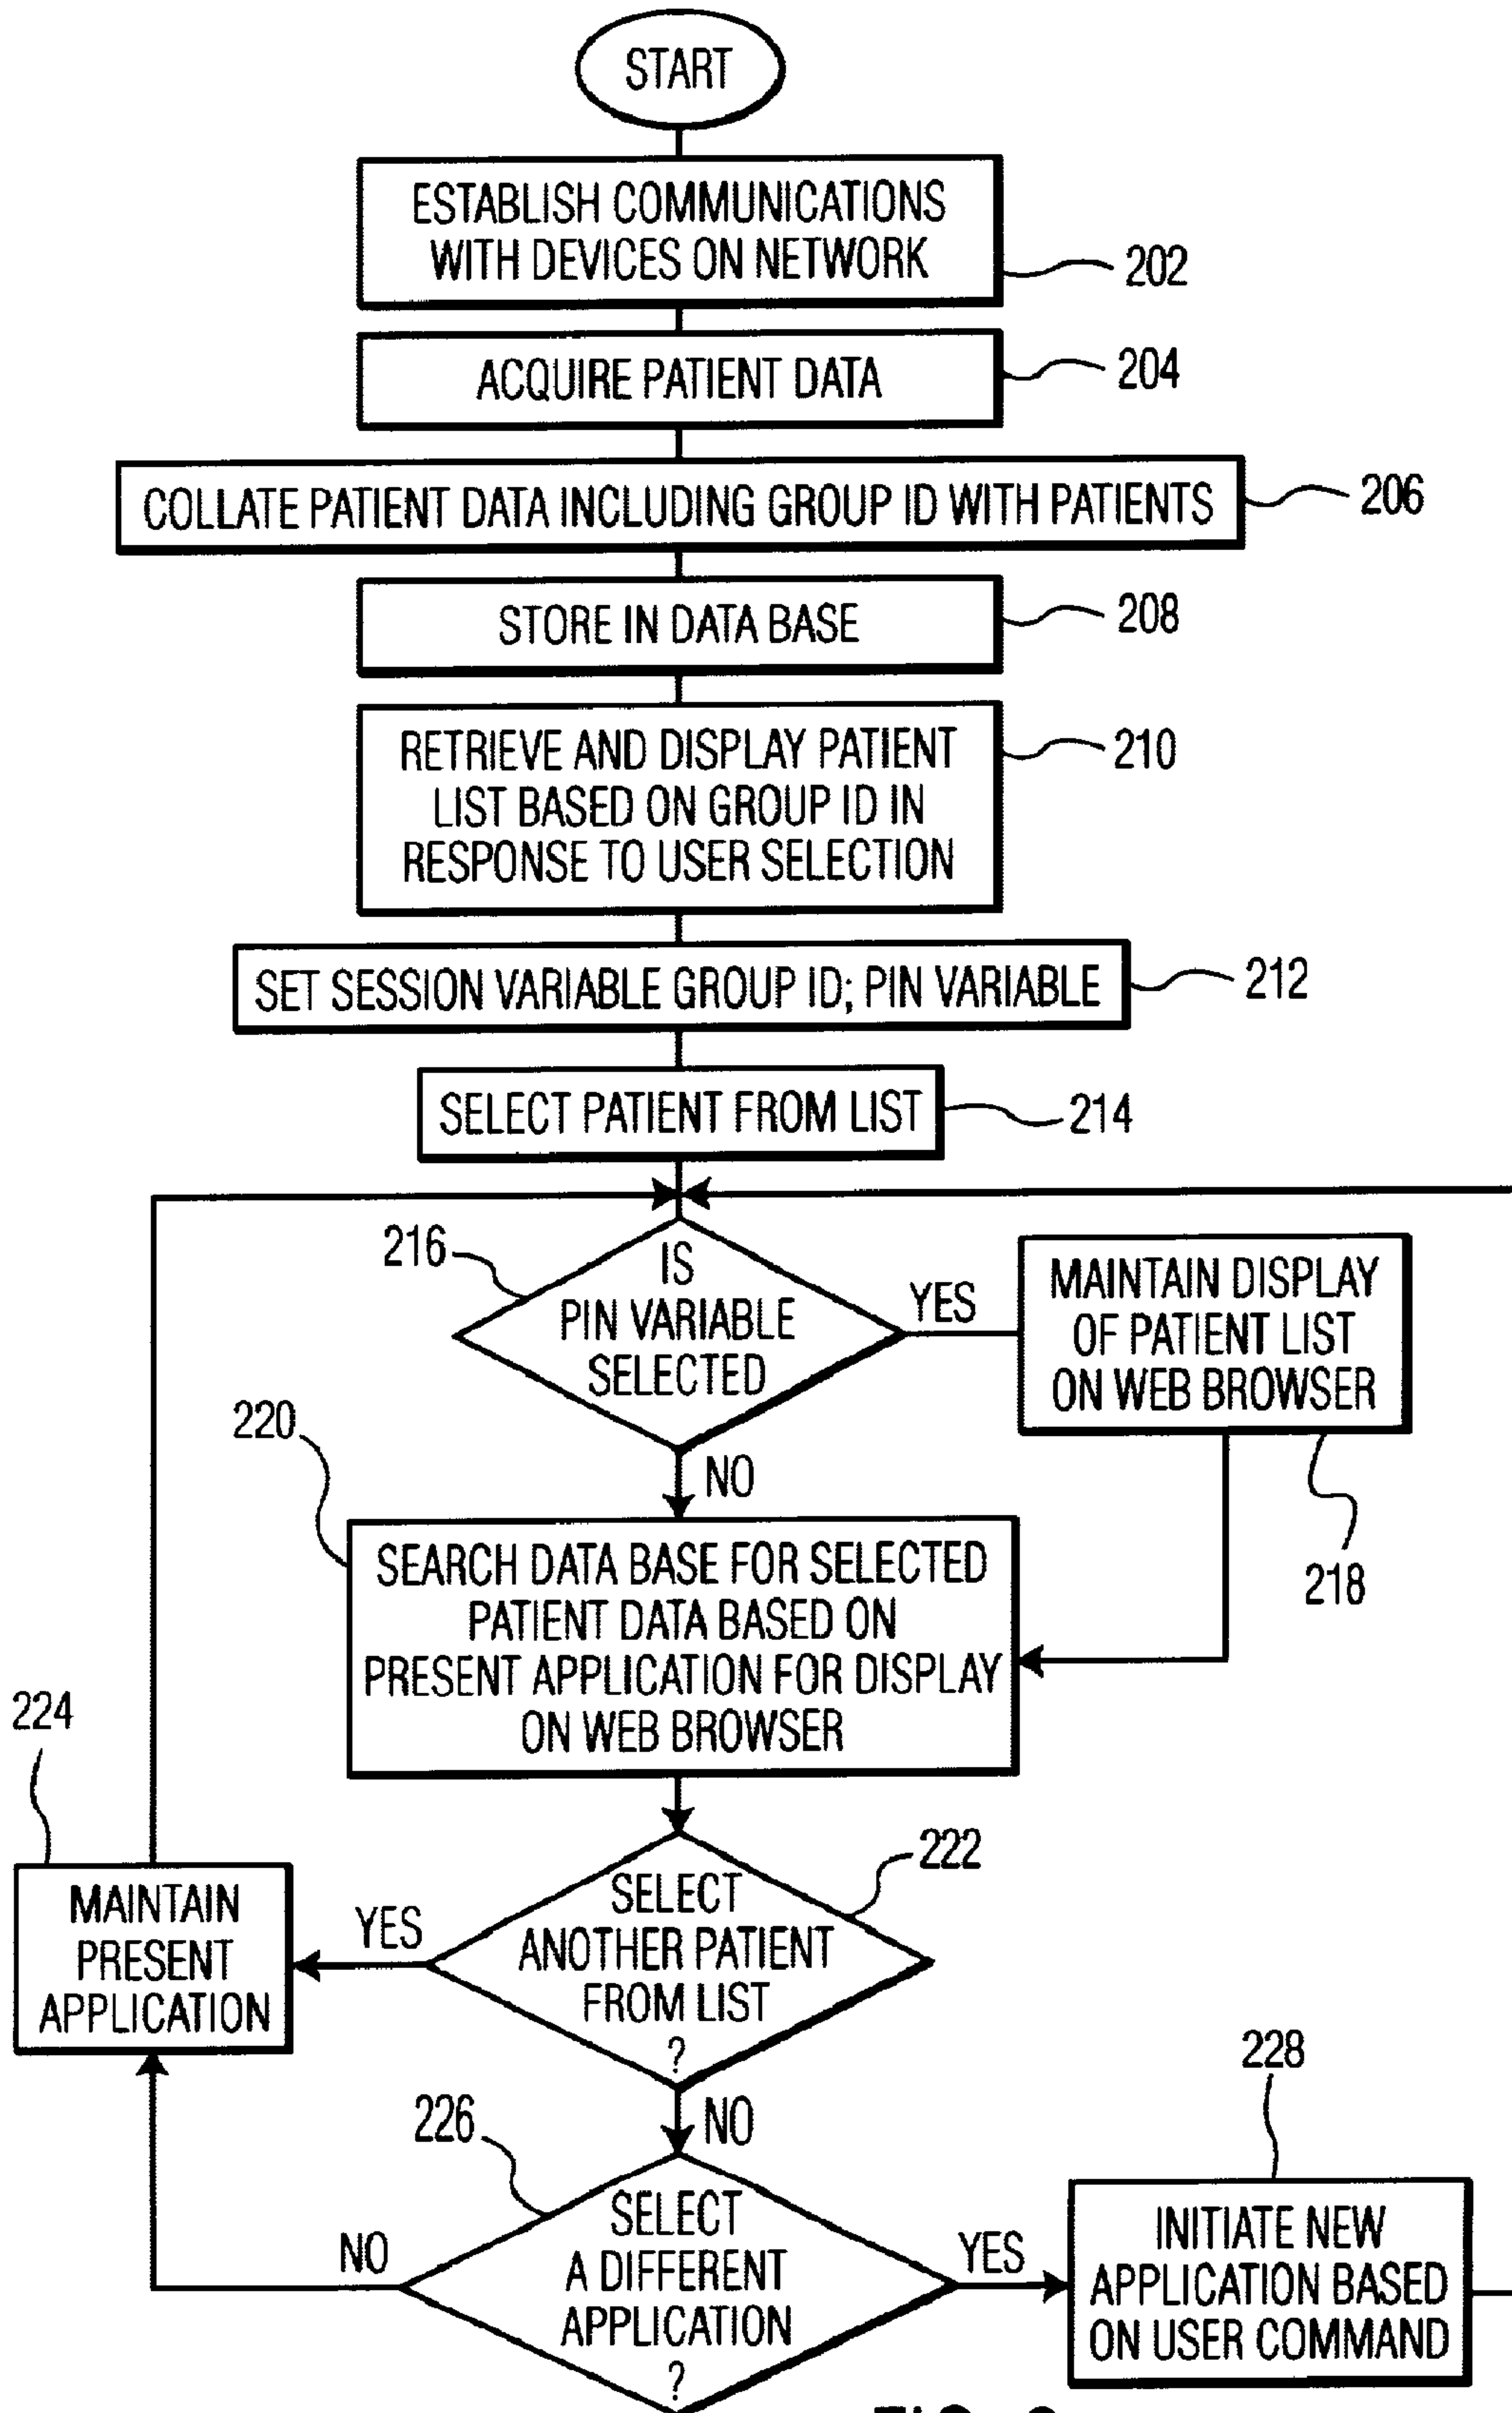 START
ESTABLISH COMMUNICATIONS
WITH DEVICES ON NETWORK
202
ACQUIRE PATIENT DATA
204
COLLATE PATIENT DATA INCLUDING GROUP ID WITH PATIENTS
206
STORE IN DATA BASE
208
RETRIEVE AND DISPLAY PATIENT
LIST BASED ON GROUP ID IN
RESPONSE TO USER SELECTION
210
SET SESSION VARIABLE GROUP ID; PIN VARIABLE
212
SELECT PATIENT FROM LIST
214
216
IS
PIN VARIABLE
SELECTED
YES
MAINTAIN DISPLAY
OF PATIENT LIST
ON WEB BROWSER
218
NO
220
SEARCH DATA BASE FOR SELECTED
PATIENT DATA BASED ON
PRESENT APPLICATION FOR DISPLAY
ON WEB BROWSER
222
SELECT
ANOTHER PATIENT
FROM LIST
?
YES
224
MAINTAIN
PRESENT
APPLICATION
NO
226
SELECT
A DIFFERENT
APPLICATION
?
NO
YES
228
INITIATE NEW
APPLICATION BASED
ON USER COMMAND